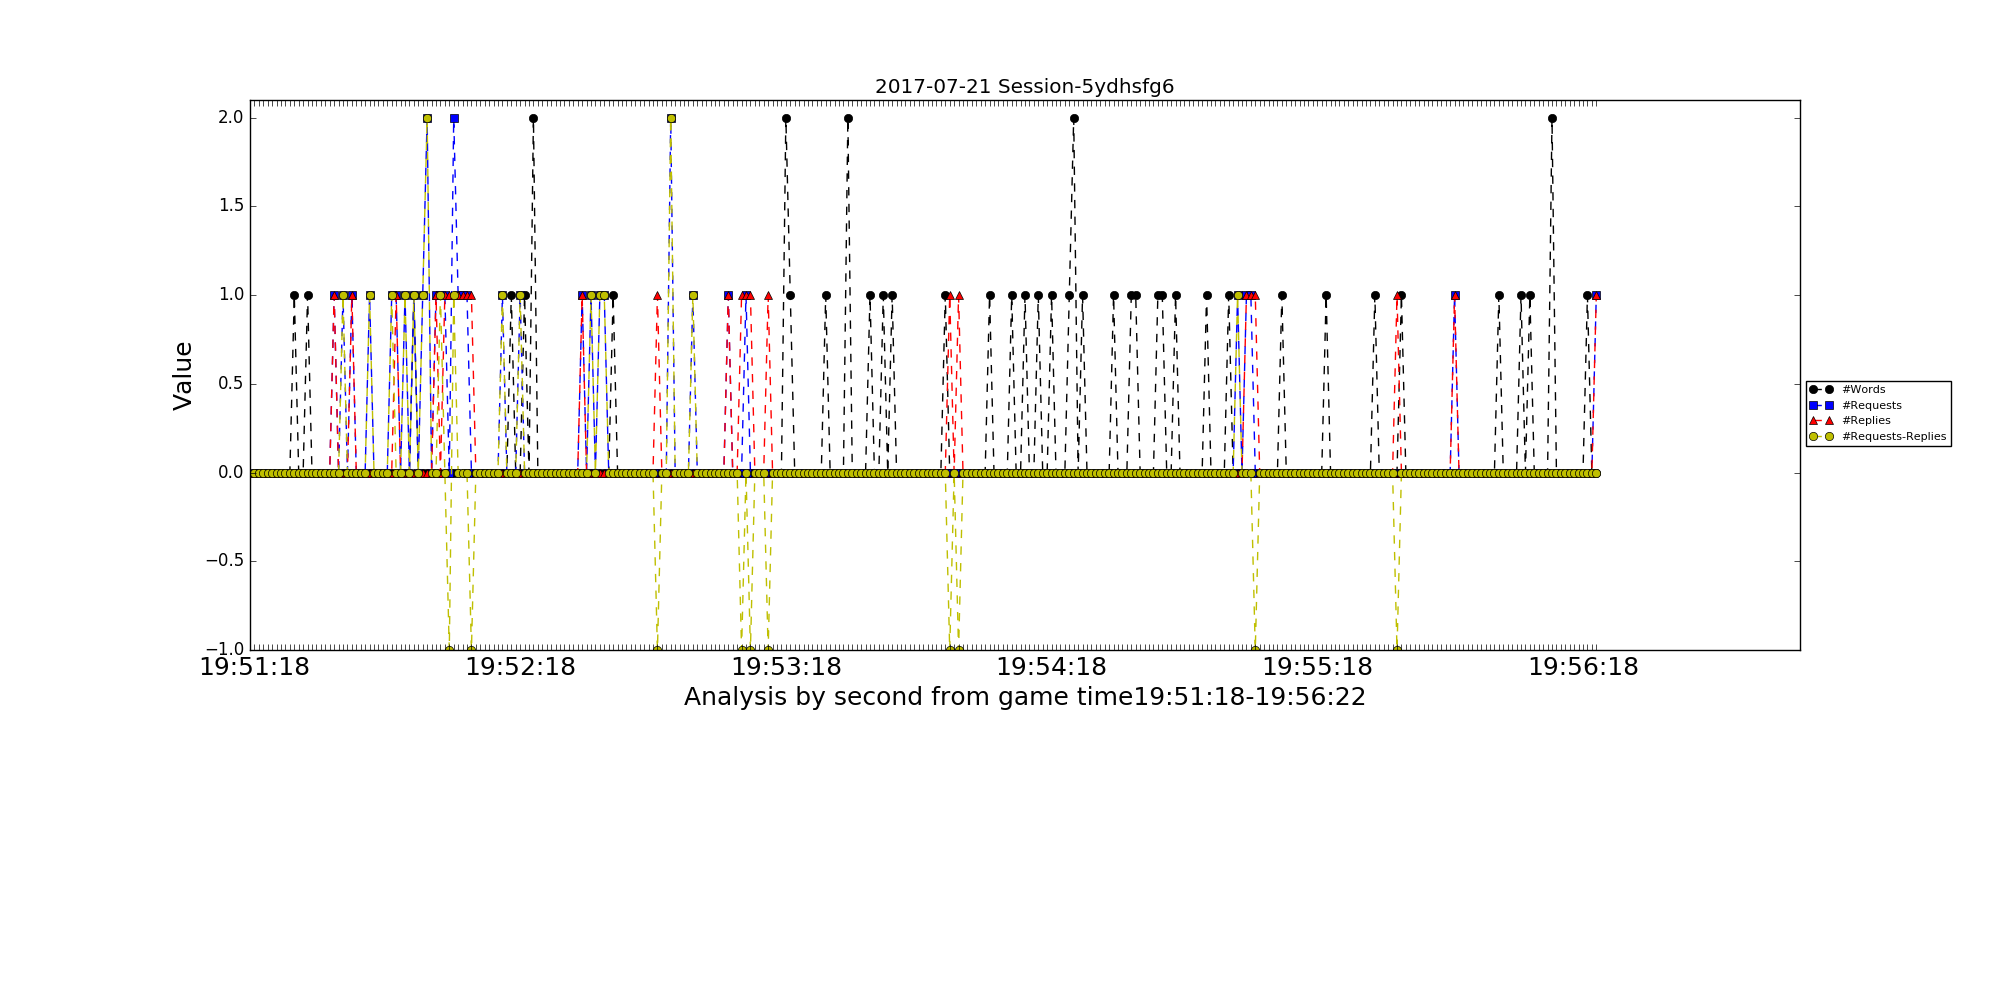 2017-07-21 Session-5ydhsfg6
2.0
1.5
1.0
0.5
0.0
−0.5
−1.0
Value
19:51:18 19:52:18 19:53:18 19:54:18 19:55:18 19:56:18
Analysis by second from game time19:51:18-19:56:22
#Words
#Requests
#Replies
#Requests-Replies